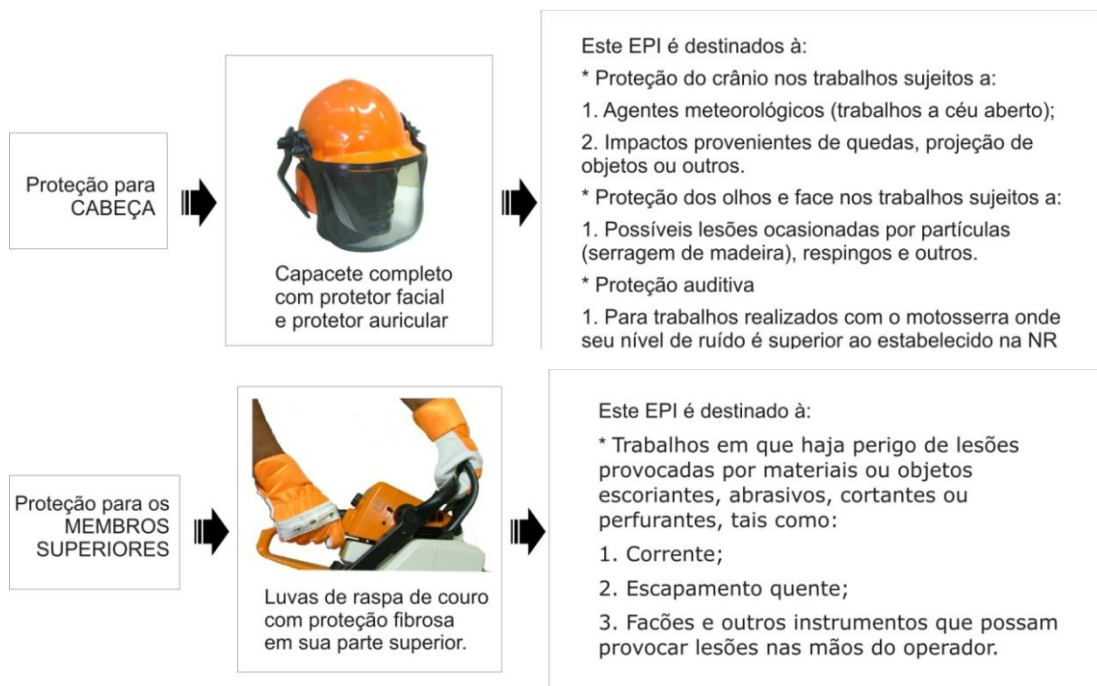 Proteção para
CABEÇA
Capacete completo
com protetor facial
e protetor auricular
Este EPI é destinados à:
* Proteção do crânio nos trabalhos sujeitos a:
1. Agentes meteorológicos (trabalhos a céu aberto);
2. Impactos provenientes de quedas, projeção de
objetos ou outros.
* Proteção dos olhos e face nos trabalhos sujeitos a:
1. Possíveis lesões ocasionadas por partículas
(serragem de madeira), respingos e outros.
* Proteção auditiva
1. Para trabalhos realizados com o motosserra onde
seu nível de ruído é superior ao estabelecido na NR
Proteção para os
MEMBROS
SUPERIORES
Luvas de raspa de couro
com proteção fibrosa
em sua parte superior.
Este EPI é destinado à:
* Trabalhos em que haja perigo de lesões
provocadas por materiais ou objetos
escoriantes, abrasivos, cortantes ou
perfurantes, tais como:
1. Corrente;
2. Escapamento quente;
3. Facões e outros instrumentos que possam
provocar lesões nas mãos do operador.